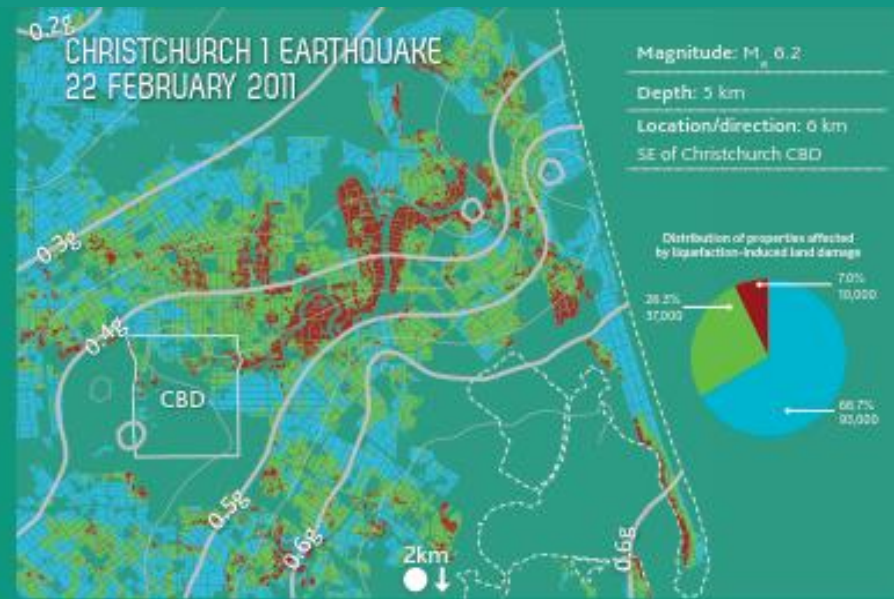 0.2g
CHRISTCHURCH 1 EARTHQUAKE
22 FEBRUARY 2011
Magnitude: Mw 6.2
Depth: 5 km
Location/direction: 6 km
SE of Christchurch CBD
0.3g
Distribution of properties affected
by liquefaction-induced land damage
7.0%
10,000
26.3%
37,000
0.4g
CBD
66.7%
93,000
0.5g
0.6g
2km
0.6g